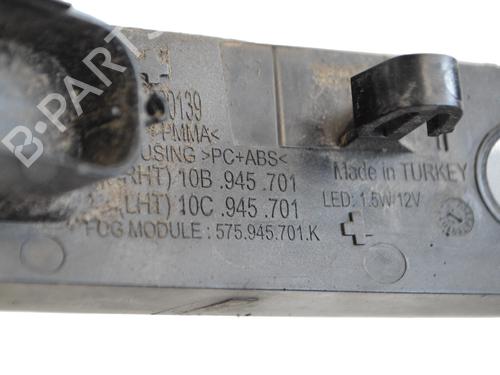 B-PARTS
0139
PMMA<
USING >PC+ABS<
(RHT) 10B .945 .701
(LHT) 10C .945 .701
FOG MODULE : 575.945.701.K
Made in TURKEY
LED: 1.5W/12V